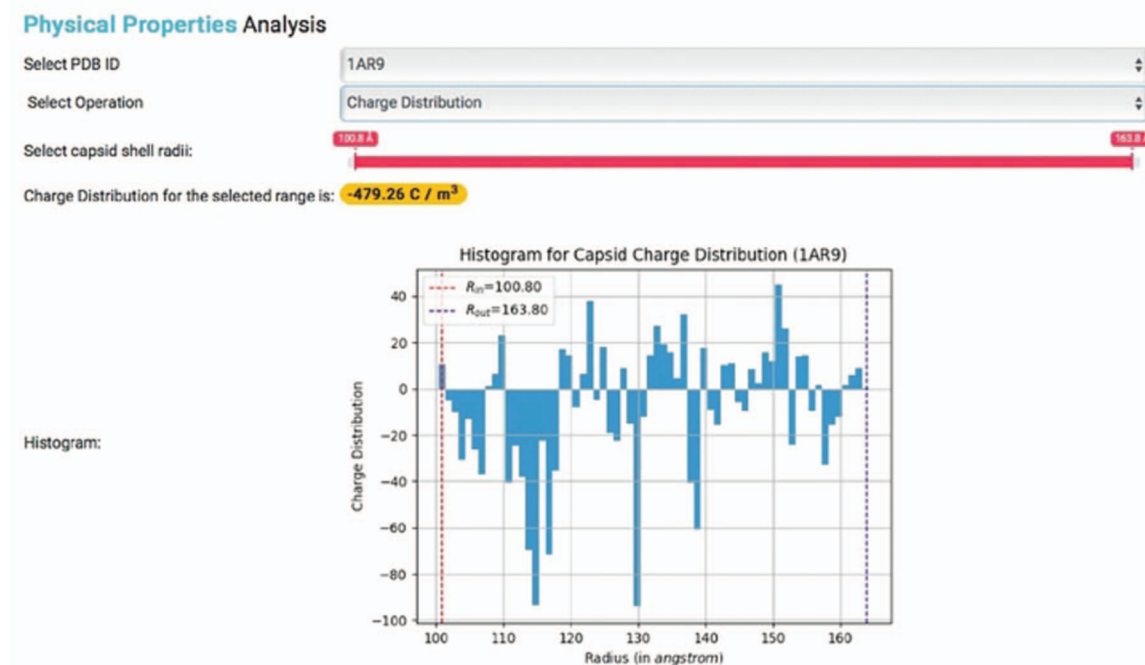 Physical Properties Analysis
Select PDB ID
1AR9
Select Operation
Charge Distribution
Select capsid shell radii:
100.8 Å
163.8
Charge Distribution for the selected range is: -479.26 C / m³
Histogram:
Histogram for Capsid Charge Distribution (1AR9)
R_in=100.80
R_out=163.80
Charge Distribution
40
20
0
−20
−40
−60
−80
−100
100 110 120 130 140 150 160
Radius (in angstrom)